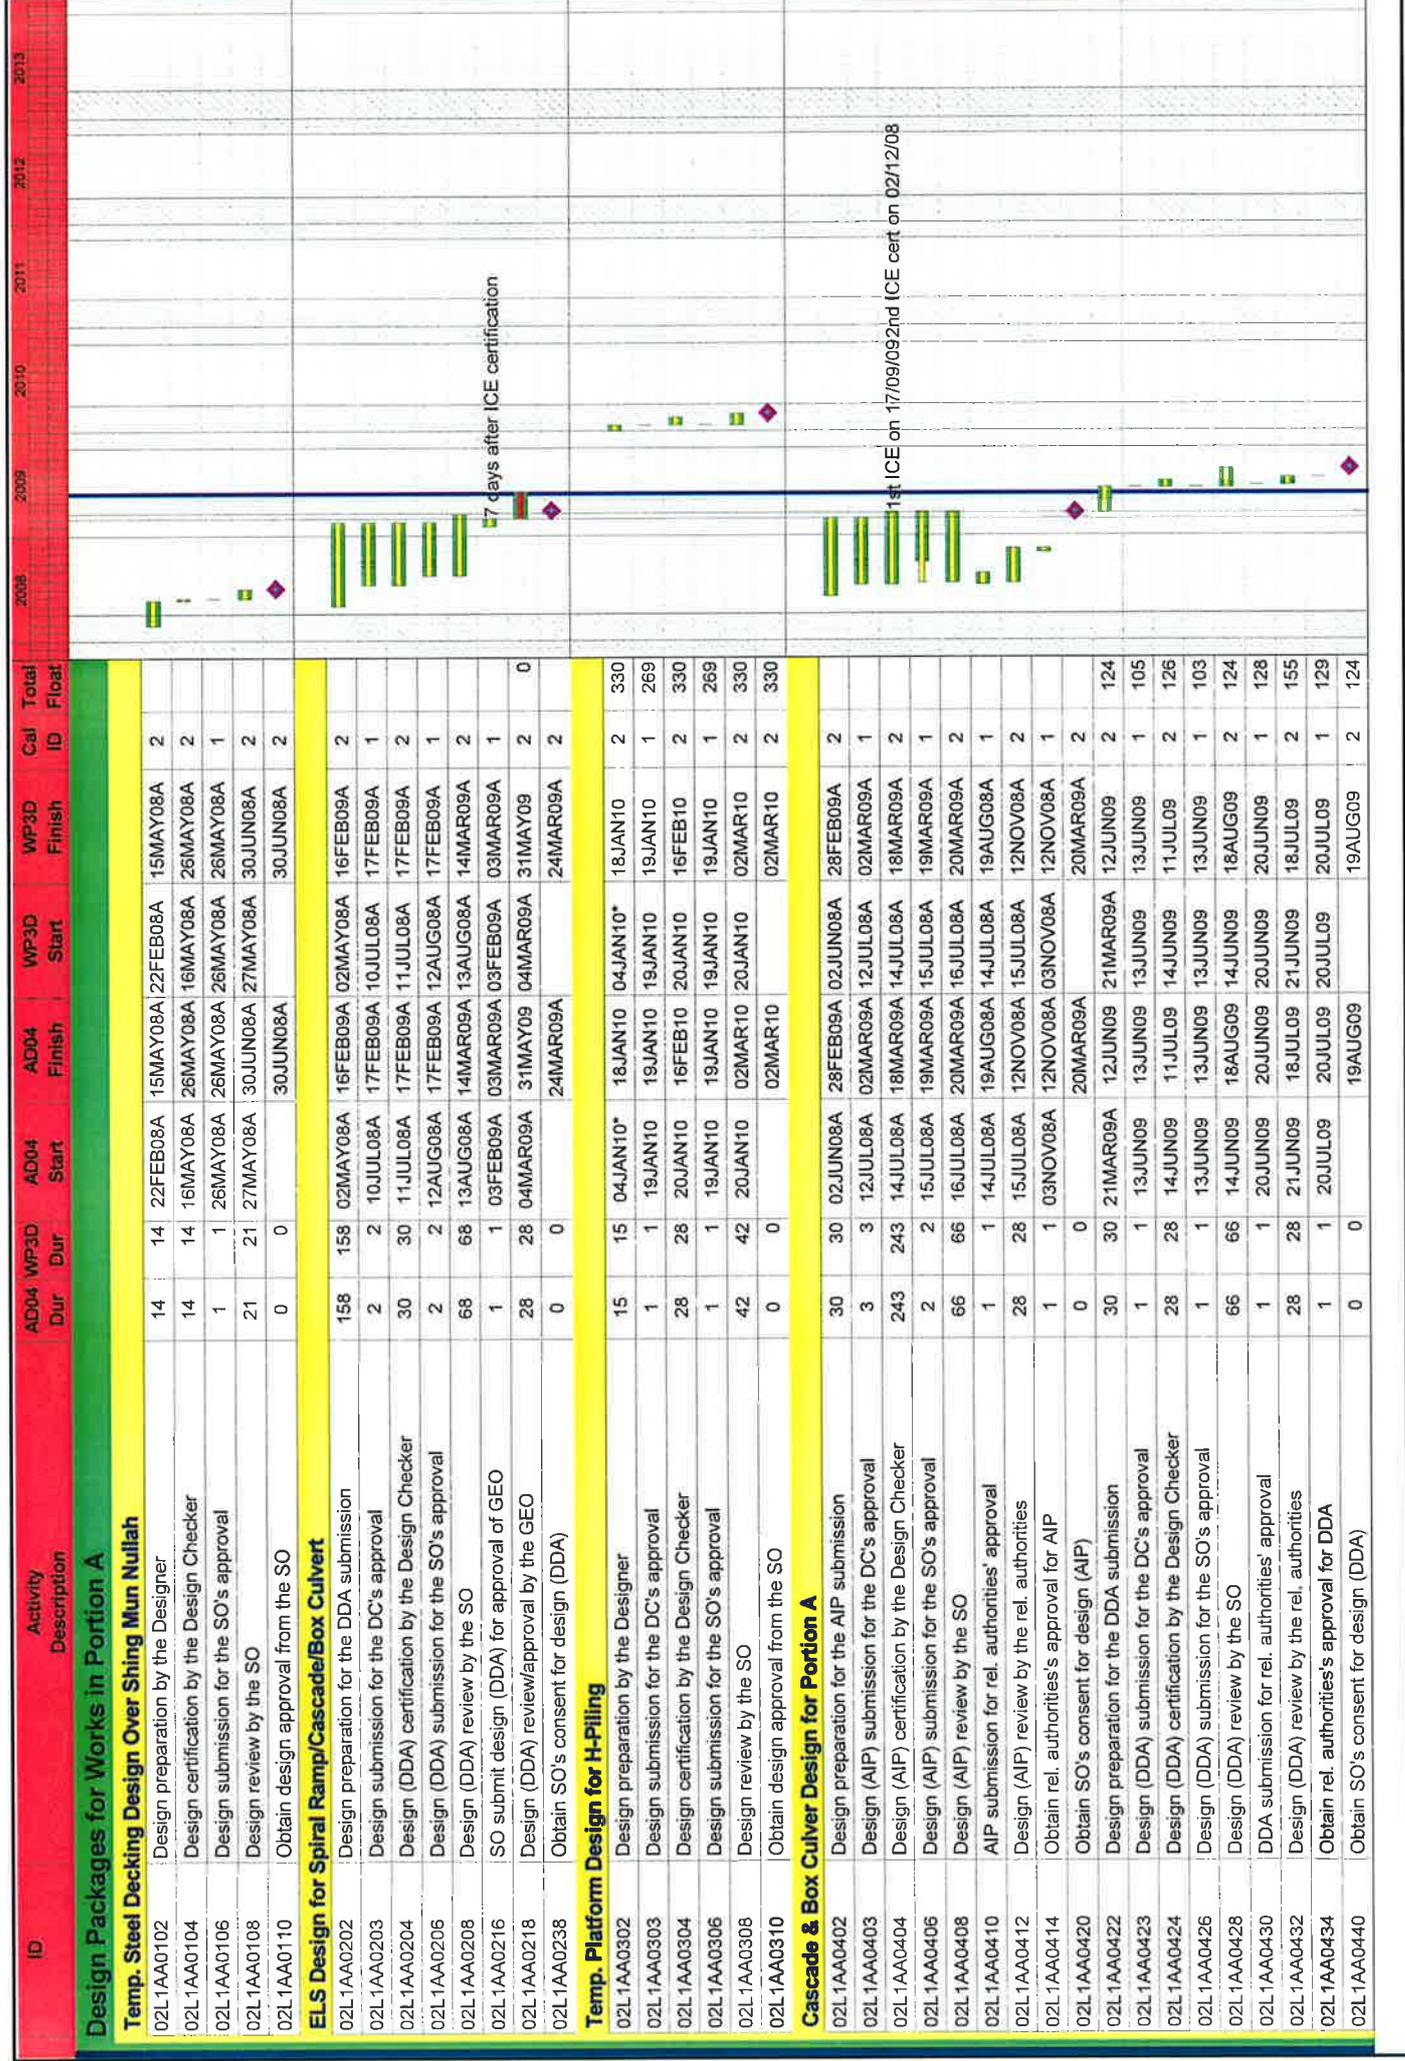 ID Activity Description AD04 Dur WP3D Dur AD04 Start AD04 Finish WP3D Start WP3D Finish Cal ID Total Float 2008 2009 2010 2011 2012 2013
Design Packages for Works in Portion A
Temp. Steel Decking Design Over Shing Mun Nullah
02L1AA0102 Design preparation by the Designer 14 14 22FEB08A 15MAY08A 22FEB08A 15MAY08A 2
02L1AA0104 Design certification by the Design Checker 14 14 16MAY08A 26MAY08A 16MAY08A 26MAY08A 2
02L1AA0106 Design submission for the SO's approval 1 1 26MAY08A 26MAY08A 26MAY08A 26MAY08A 1
02L1AA0108 Design review by the SO 21 21 27MAY08A 30JUN08A 27MAY08A 30JUN08A 2
02L1AA0110 Obtain design approval from the SO 0 0 30JUN08A 30JUN08A 2
ELS Design for Spiral Ramp/Cascade/Box Culvert
02L1AA0202 Design preparation for the DDA submission 158 158 02MAY08A 16FEB09A 02MAY08A 16FEB09A 2
02L1AA0203 Design submission for the DC's approval 2 2 10JUL08A 17FEB09A 10JUL08A 17FEB09A 1
02L1AA0204 Design (DDA) certification by the Design Checker 30 30 11JUL08A 17FEB09A 11JUL08A 17FEB09A 2
02L1AA0206 Design (DDA) submission for the SO's approval 2 2 12AUG08A 17FEB09A 12AUG08A 17FEB09A 1
02L1AA0208 Design (DDA) review by the SO 68 68 13AUG08A 14MAR09A 13AUG08A 14MAR09A 2
02L1AA0216 SO submit design (DDA) for approval of GEO 1 1 03FEB09A 03MAR09A 03FEB09A 03MAR09A 1 7 days after ICE certification
02L1AA0218 Design (DDA) review/approval by the GEO 28 28 04MAR09A 31MAY09 04MAR09A 31MAY09 2 0
02L1AA0238 Obtain SO's consent for design (DDA) 0 0 24MAR09A 24MAR09A 2
Temp. Platform Design for H-Piling
02L1AA0302 Design preparation by the Designer 15 15 04JAN10* 18JAN10 04JAN10* 18JAN10 2 330
02L1AA0303 Design submission for the DC's approval 1 1 19JAN10 19JAN10 19JAN10 19JAN10 1 269
02L1AA0304 Design certification by the Design Checker 28 28 20JAN10 16FEB10 20JAN10 16FEB10 2 330
02L1AA0306 Design submission for the SO's approval 1 1 19JAN10 19JAN10 19JAN10 19JAN10 1 269
02L1AA0308 Design review by the SO 42 42 20JAN10 02MAR10 20JAN10 02MAR10 2 330
02L1AA0310 Obtain design approval from the SO 0 0 02MAR10 02MAR10 2 330
Cascade & Box Culver Design for Portion A
02L1AA0402 Design preparation for the AIP submission 30 30 02JUN08A 28FEB09A 02JUN08A 28FEB09A 2
02L1AA0403 Design (AIP) submission for the DC's approval 3 3 12JUL08A 02MAR09A 12JUL08A 02MAR09A 1
02L1AA0404 Design (AIP) certification by the Design Checker 243 243 14JUL08A 18MAR09A 14JUL08A 18MAR09A 2 1st ICE on 17/09/092nd ICE cert on 02/12/08
02L1AA0406 Design (AIP) submission for the SO's approval 2 2 15JUL08A 19MAR09A 15JUL08A 19MAR09A 1
02L1AA0408 Design (AIP) review by the SO 66 66 16JUL08A 20MAR09A 16JUL08A 20MAR09A 2
02L1AA0410 AIP submission for rel. authorities' approval 1 1 14JUL08A 19AUG08A 14JUL08A 19AUG08A 1
02L1AA0412 Design (AIP) review by the rel. authorities 28 28 15JUL08A 12NOV08A 15JUL08A 12NOV08A 2
02L1AA0414 Obtain rel. authorities's approval for AIP 1 1 03NOV08A 12NOV08A 03NOV08A 12NOV08A 1
02L1AA0420 Obtain SO's consent for design (AIP) 0 0 20MAR09A 20MAR09A 2
02L1AA0422 Design preparation for the DDA submission 30 30 21MAR09A 12JUN09 21MAR09A 12JUN09 2 124
02L1AA0423 Design (DDA) submission for the DC's approval 1 1 13JUN09 13JUN09 13JUN09 13JUN09 1 105
02L1AA0424 Design (DDA) certification by the Design Checker 28 28 14JUN09 11JUL09 14JUN09 11JUL09 2 126
02L1AA0426 Design (DDA) submission for the SO's approval 1 1 13JUN09 13JUN09 13JUN09 13JUN09 1 103
02L1AA0428 Design (DDA) review by the SO 66 66 14JUN09 18AUG09 14JUN09 18AUG09 2 124
02L1AA0430 DDA submission for rel. authorities' approval 1 1 20JUN09 20JUN09 20JUN09 20JUN09 1 128
02L1AA0432 Design (DDA) review by the rel. authorities 28 28 21JUN09 18JUL09 21JUN09 18JUL09 2 155
02L1AA0434 Obtain rel. authorities's approval for DDA 1 1 20JUL09 20JUL09 20JUL09 20JUL09 1 129
02L1AA0440 Obtain SO's consent for design (DDA) 0 0 19AUG09 19AUG09 2 124